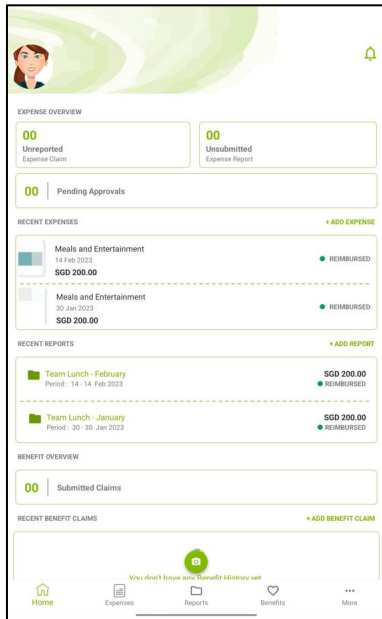 EXPENSE OVERVIEW
00
Unreported
Expense Claim
00
Unsubmitted
Expense Report
00 Pending Approvals
RECENT EXPENSES + ADD EXPENSE
Meals and Entertainment
14 Feb 2023
SGD 200.00
REIMBURSED
Meals and Entertainment
30 Jan 2023
SGD 200.00
REIMBURSED
RECENT REPORTS + ADD REPORT
Team Lunch - February SGD 200.00
Period : 14 - 14 Feb 2023 REIMBURSED
Team Lunch - January SGD 200.00
Period : 30 - 30 Jan 2023 REIMBURSED
BENEFIT OVERVIEW
00 Submitted Claims
RECENT BENEFIT CLAIMS + ADD BENEFIT CLAIM
You don't have any Benefit History yet
Home Expenses Reports Benefits More